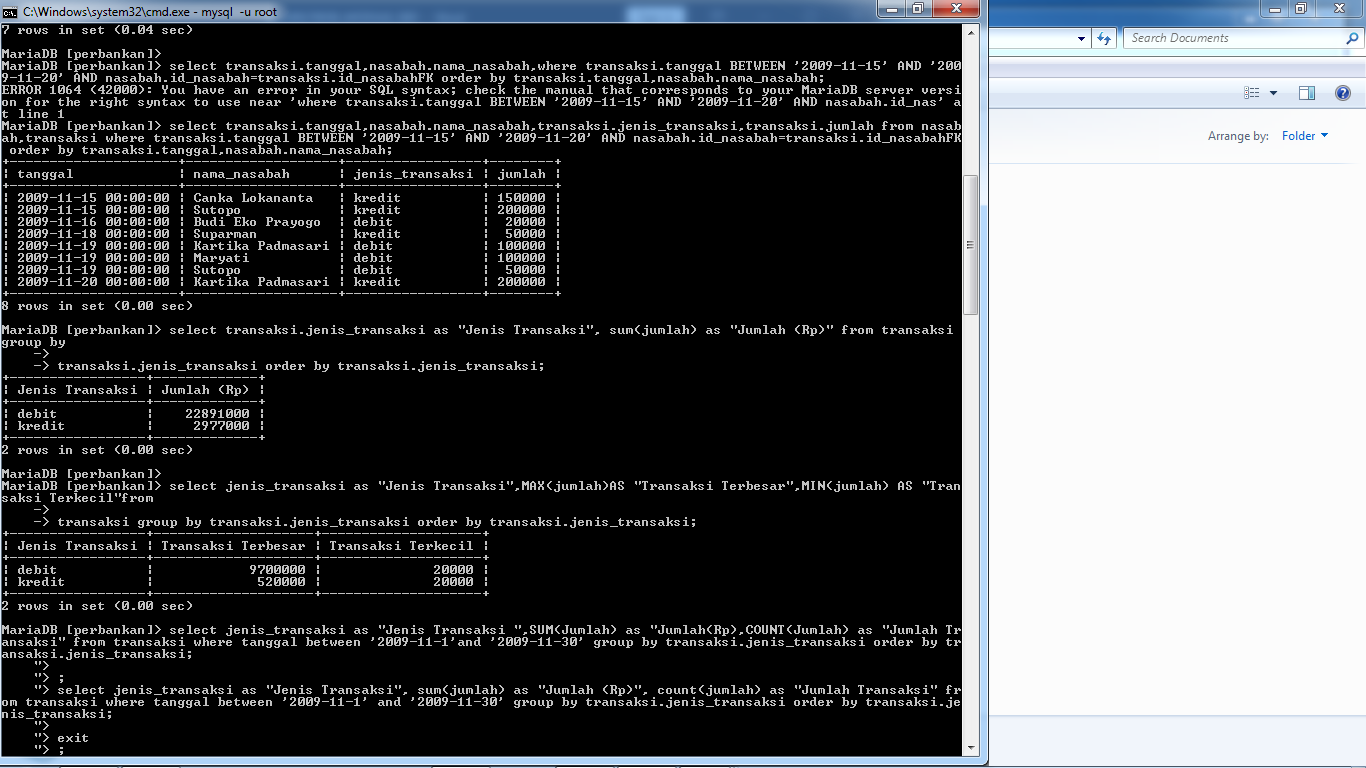 C:\Windows\system32\cmd.exe - mysql  -u root
7 rows in set (0.04 sec)
MariaDB [perbankan]>
MariaDB [perbankan]> select transaksi.tanggal,nasabah.nama_nasabah,where transaksi.tanggal BETWEEN '2009-11-15' AND '200
9-11-20' AND nasabah.id_nasabah=transaksi.id_nasabahFK order by transaksi.tanggal,nasabah.nama_nasabah;
ERROR 1064 (42000): You have an error in your SQL syntax; check the manual that corresponds to your MariaDB server versi
on for the right syntax to use near 'where transaksi.tanggal BETWEEN '2009-11-15' AND '2009-11-20' AND nasabah.id_nas' a
t line 1
MariaDB [perbankan]> select transaksi.tanggal,nasabah.nama_nasabah,transaksi.jenis_transaksi,transaksi.jumlah from nasab
ah,transaksi where transaksi.tanggal BETWEEN '2009-11-15' AND '2009-11-20' AND nasabah.id_nasabah=transaksi.id_nasabahFK
 order by transaksi.tanggal,nasabah.nama_nasabah;
+---------------------+-------------------+-----------------+--------+
¦ tanggal             ¦ nama_nasabah      ¦ jenis_transaksi ¦ jumlah ¦
+---------------------+-------------------+-----------------+--------+
¦ 2009-11-15 00:00:00 ¦ Canka Lokananta   ¦ kredit          ¦ 150000 ¦
¦ 2009-11-15 00:00:00 ¦ Sutopo            ¦ kredit          ¦ 200000 ¦
¦ 2009-11-16 00:00:00 ¦ Budi Eko Prayogo  ¦ debit           ¦  20000 ¦
¦ 2009-11-18 00:00:00 ¦ Suparman          ¦ kredit          ¦  50000 ¦
¦ 2009-11-19 00:00:00 ¦ Kartika Padmasari ¦ debit           ¦ 100000 ¦
¦ 2009-11-19 00:00:00 ¦ Maryati           ¦ debit           ¦ 100000 ¦
¦ 2009-11-19 00:00:00 ¦ Sutopo            ¦ debit           ¦  50000 ¦
¦ 2009-11-20 00:00:00 ¦ Kartika Padmasari ¦ kredit          ¦ 200000 ¦
+---------------------+-------------------+-----------------+--------+
8 rows in set (0.00 sec)
MariaDB [perbankan]> select transaksi.jenis_transaksi as "Jenis Transaksi", sum(jumlah) as "Jumlah (Rp)" from transaksi
group by
    ->
    -> transaksi.jenis_transaksi order by transaksi.jenis_transaksi;
+-----------------+-------------+
¦ Jenis Transaksi ¦ Jumlah (Rp) ¦
+-----------------+-------------+
¦ debit           ¦    22891000 ¦
¦ kredit          ¦     2977000 ¦
+-----------------+-------------+
2 rows in set (0.00 sec)
MariaDB [perbankan]>
MariaDB [perbankan]> select jenis_transaksi as "Jenis Transaksi",MAX(jumlah)AS "Transaksi Terbesar",MIN(jumlah) AS "Tran
saksi Terkecil"from
    ->
    -> transaksi group by transaksi.jenis_transaksi order by transaksi.jenis_transaksi;
+-----------------+--------------------+--------------------+
¦ Jenis Transaksi ¦ Transaksi Terbesar ¦ Transaksi Terkecil ¦
+-----------------+--------------------+--------------------+
¦ debit           ¦            9700000 ¦              20000 ¦
¦ kredit          ¦             520000 ¦              20000 ¦
+-----------------+--------------------+--------------------+
2 rows in set (0.00 sec)
MariaDB [perbankan]> select jenis_transaksi as "Jenis Transaksi ",SUM(Jumlah) as "Jumlah(Rp),COUNT(Jumlah) as "Jumlah Tr
ansaksi" from transaksi where tanggal between '2009-11-1'and '2009-11-30' group by transaksi.jenis_transaksi order by tr
ansaksi.jenis_transaksi;
    ">
    "> ;
    "> select jenis_transaksi as "Jenis Transaksi", sum(jumlah) as "Jumlah (Rp)", count(jumlah) as "Jumlah Transaksi" fr
om transaksi where tanggal between '2009-11-1' and '2009-11-30' group by transaksi.jenis_transaksi order by transaksi.je
nis_transaksi;
    ">
    "> exit
    "> ;
Search Documents
Arrange by: Folder